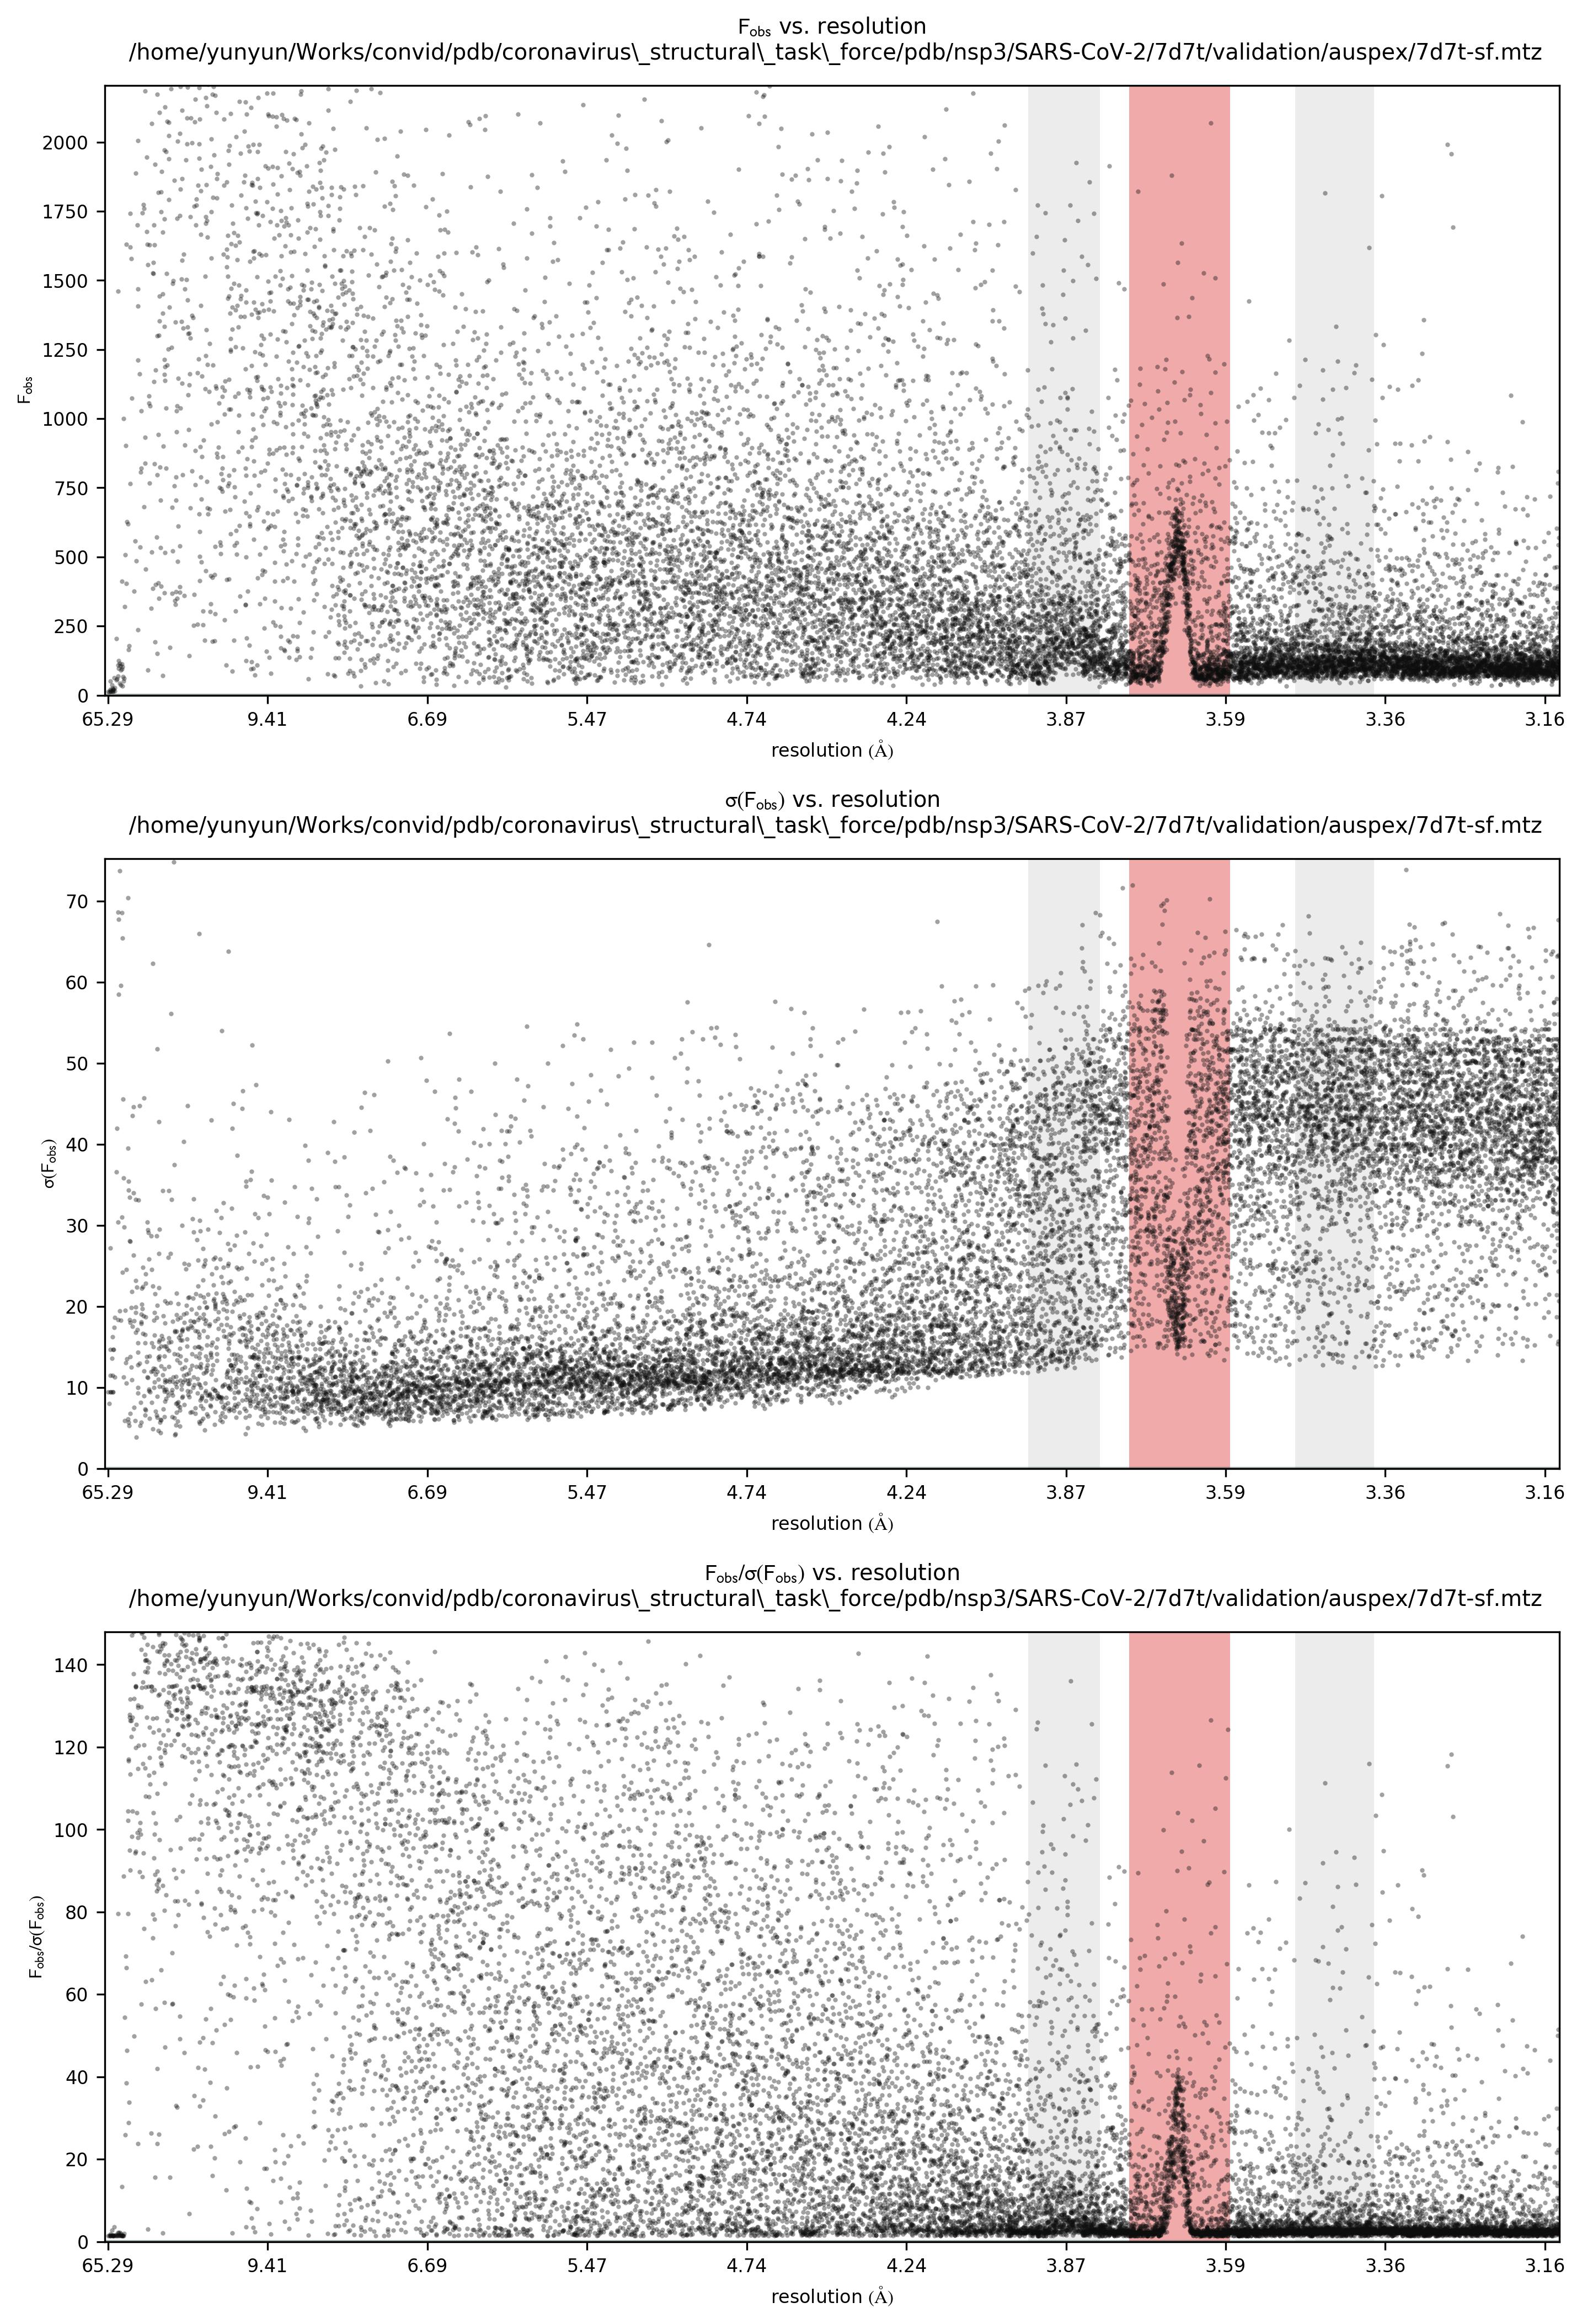 F_obs vs. resolution
/home/yunyun/Works/convid/pdb/coronavirus\_structural\_task\_force/pdb/nsp3/SARS-CoV-2/7d7t/validation/auspex/7d7t-sf.mtz
2000
1750
1500
1250
F_obs
1000
750
500
250
0
65.29 9.41 6.69 5.47 4.74 4.24 3.87 3.59 3.36 3.16
resolution (Å)
σ(F_obs) vs. resolution
/home/yunyun/Works/convid/pdb/coronavirus\_structural\_task\_force/pdb/nsp3/SARS-CoV-2/7d7t/validation/auspex/7d7t-sf.mtz
70
60
50
40
σ(F_obs)
30
20
10
0
65.29 9.41 6.69 5.47 4.74 4.24 3.87 3.59 3.36 3.16
resolution (Å)
F_obs/σ(F_obs) vs. resolution
/home/yunyun/Works/convid/pdb/coronavirus\_structural\_task\_force/pdb/nsp3/SARS-CoV-2/7d7t/validation/auspex/7d7t-sf.mtz
140
120
100
80
F_obs/σ(F_obs)
60
40
20
0
65.29 9.41 6.69 5.47 4.74 4.24 3.87 3.59 3.36 3.16
resolution (Å)